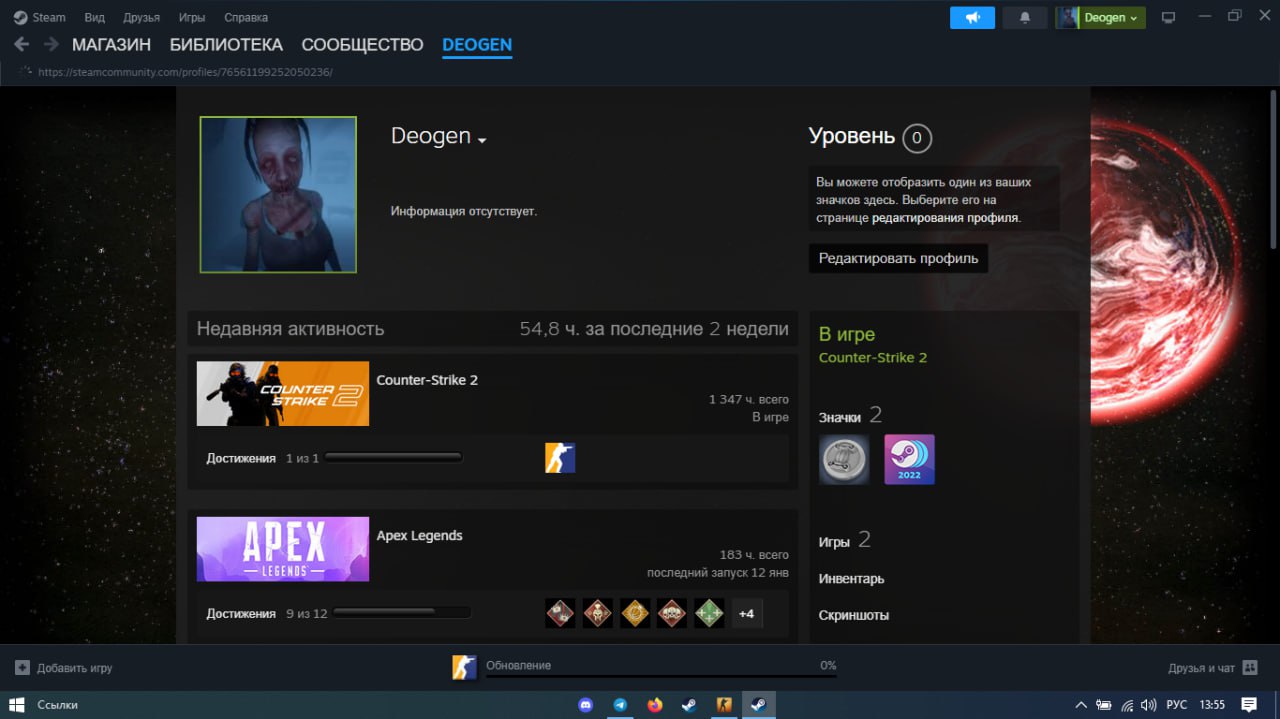 Steam Вид Друзья Игры Справка
Deogen
МАГАЗИН БИБЛИОТЕКА СООБЩЕСТВО DEOGEN
https://steamcommunity.com/profiles/76561199252050236/
Deogen
Уровень 0
Вы можете отобразить один из ваших
значков здесь. Выберите его на
странице редактирования профиля.
Информация отсутствует.
Редактировать профиль
Недавняя активность 54,8 ч. за последние 2 недели
В игре
Counter-Strike 2
COUNTER
STRIKE 2
Counter-Strike 2
1 347 ч. всего
В игре
Достижения 1 из 1
Значки 2
2022
APEX
LEGENDS
Apex Legends
183 ч. всего
последний запуск 12 янв
Достижения 9 из 12
+4
Игры 2
Инвентарь
Скриншоты
Добавить игру
Обновление 0%
Друзья и чат
Ссылки
РУС 13:55